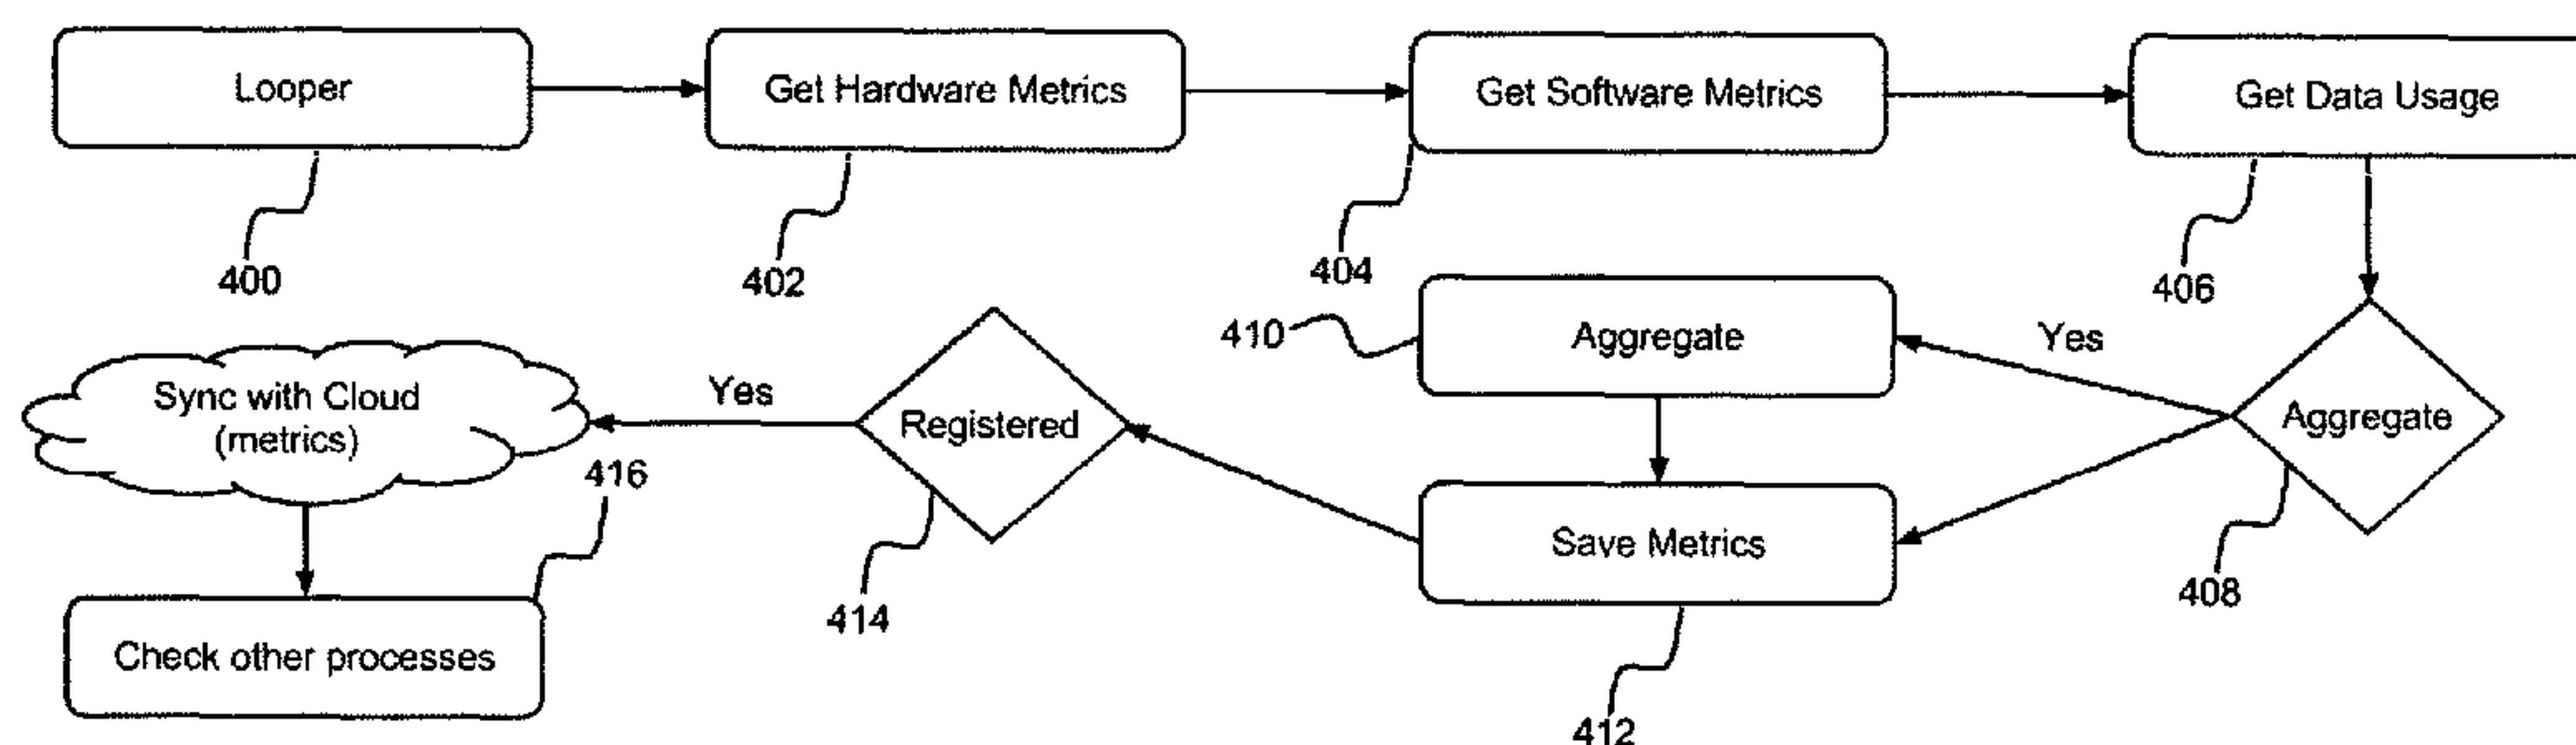 Looper
Get Hardware Metrics
Get Software Metrics
Get Data Usage
400
402
404
406
410
Aggregate
Yes
Aggregate
408
Save Metrics
412
Registered
414
Yes
Sync with Cloud
(metrics)
416
Check other processes